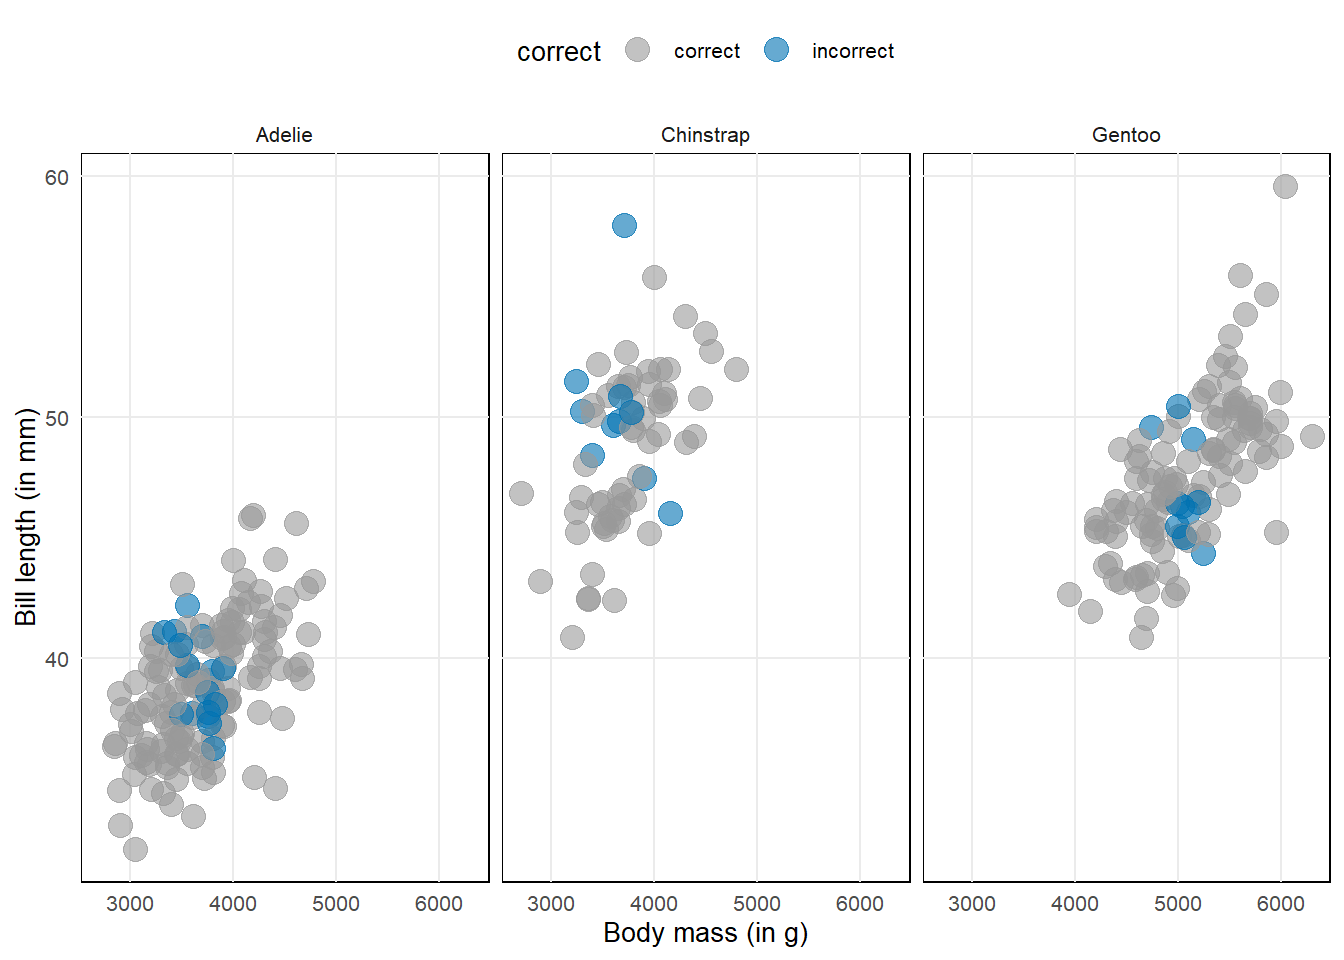 correct correct incorrect
Adelie Chinstrap Gentoo
60
50
40
Bill length (in mm)
3000 4000 5000 6000 3000 4000 5000 6000 3000 4000 5000 6000
Body mass (in g)